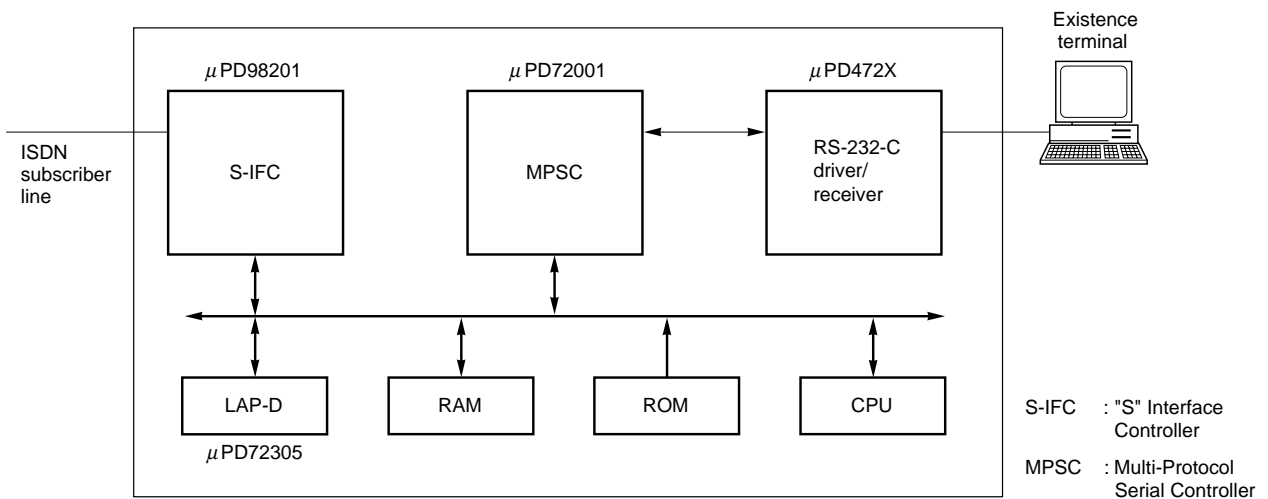 Existence
terminal
μPD98201
μPD72001
μPD472X
ISDN
subscriber
line
S-IFC
MPSC
RS-232-C
driver/
receiver
LAP-D
RAM
ROM
CPU
μPD72305
S-IFC : "S" Interface
Controller
MPSC : Multi-Protocol
Serial Controller